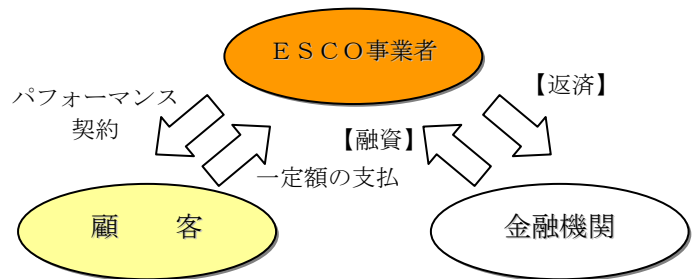 ＥＳＣＯ事業者
パフォーマンス
契約
【返済】
【融資】
一定額の支払
顧　　客
金融機関